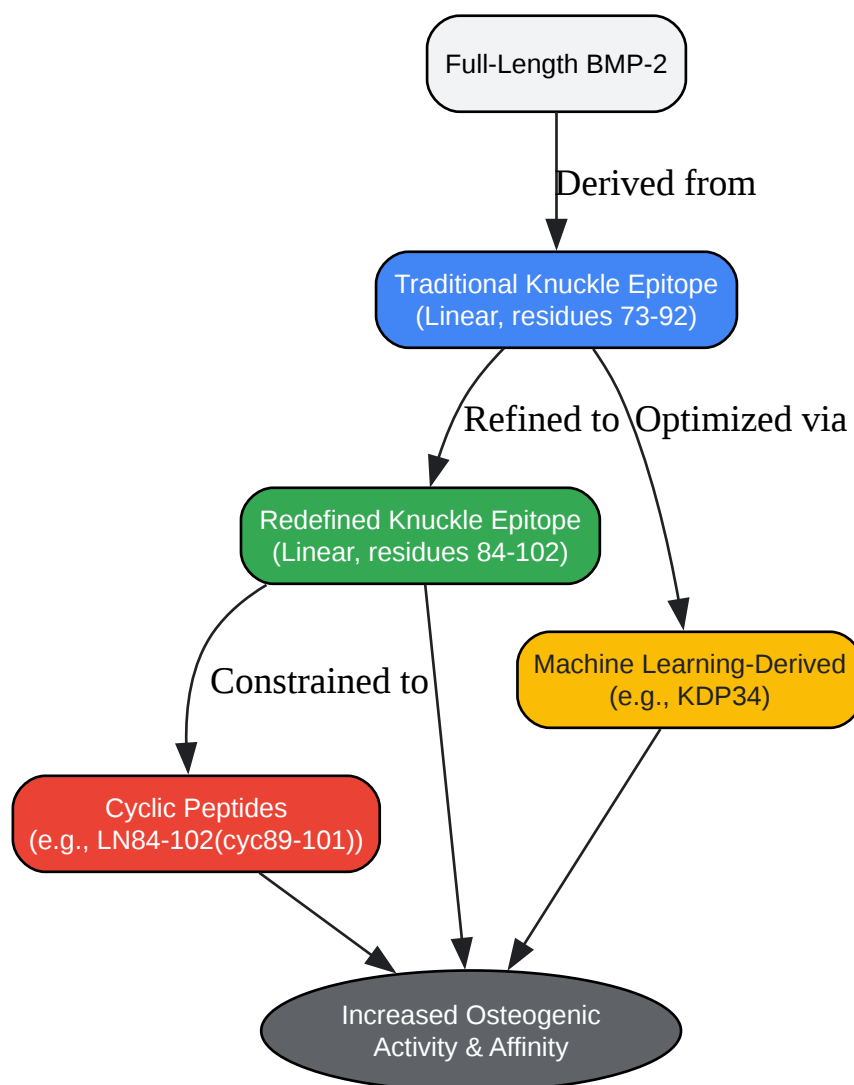 Full-Length BMP-2
Derived from
Traditional Knuckle Epitope
(Linear, residues 73-92)
Refined to
Optimized via
Redefined Knuckle Epitope
(Linear, residues 84-102)
Machine Learning-Derived
(e.g., KDP34)
Constrained to
Cyclic Peptides
(e.g., LN84-102(cyc89-101))
Increased Osteogenic
Activity & Affinity